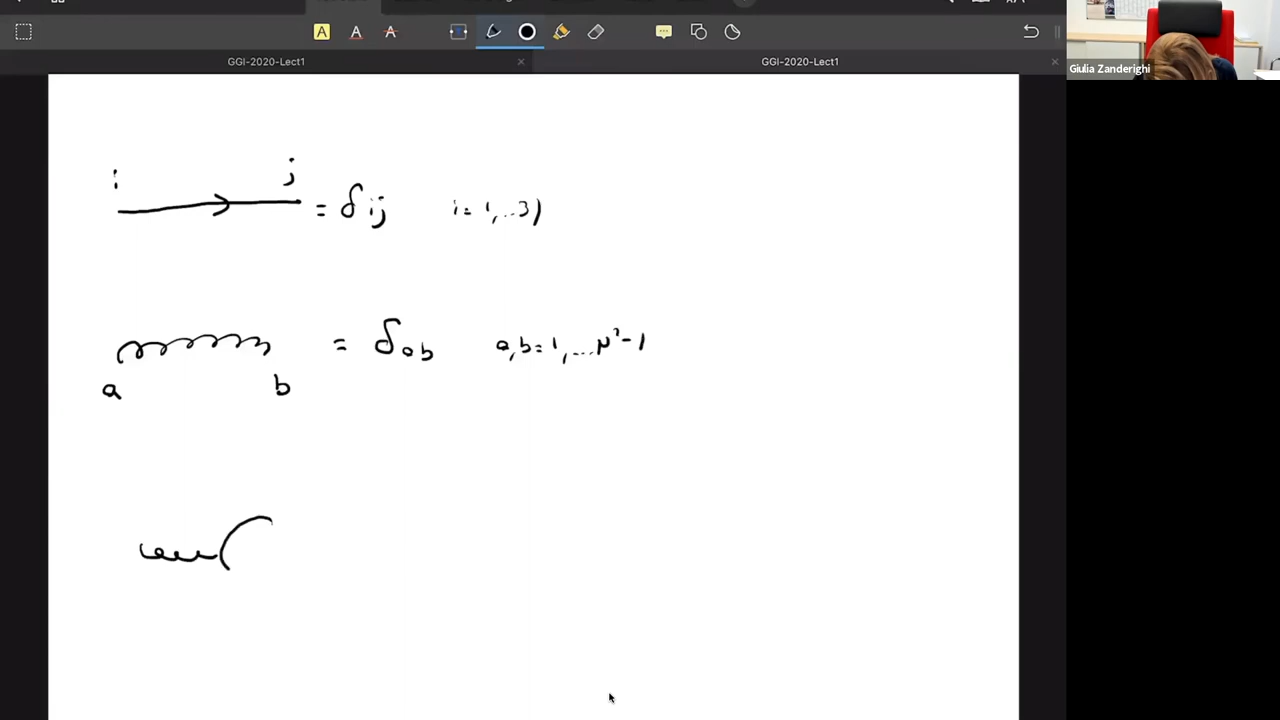 A A A
GGI-2020-Lect1 × GGI-2020-Lect1 ×
Giulia Zanderighi
i j
= δij i = 1, ...3)
= δab a,b = 1, ...N²-1
a b